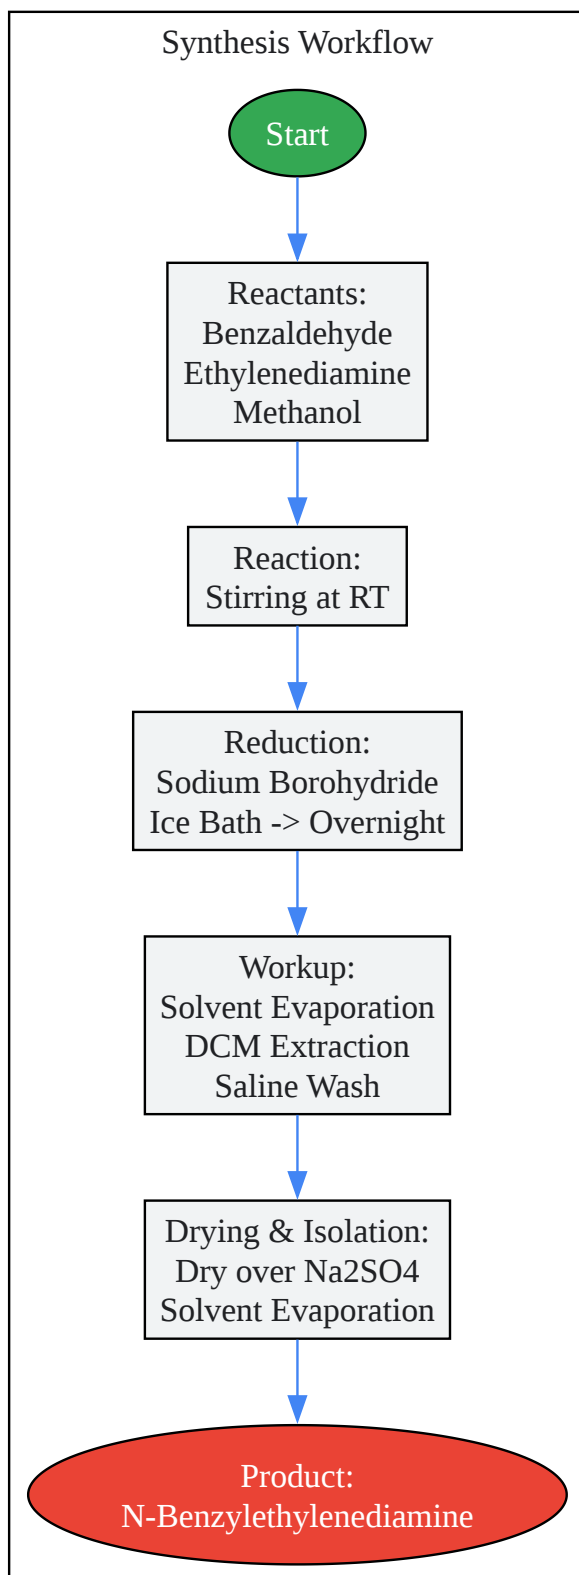 Synthesis Workflow
Start
Reactants:
Benzaldehyde
Ethylenediamine
Methanol
Reaction:
Stirring at RT
Reduction:
Sodium Borohydride
Ice Bath -> Overnight
Workup:
Solvent Evaporation
DCM Extraction
Saline Wash
Drying & Isolation:
Dry over Na2SO4
Solvent Evaporation
Product:
N-Benzylethylenediamine